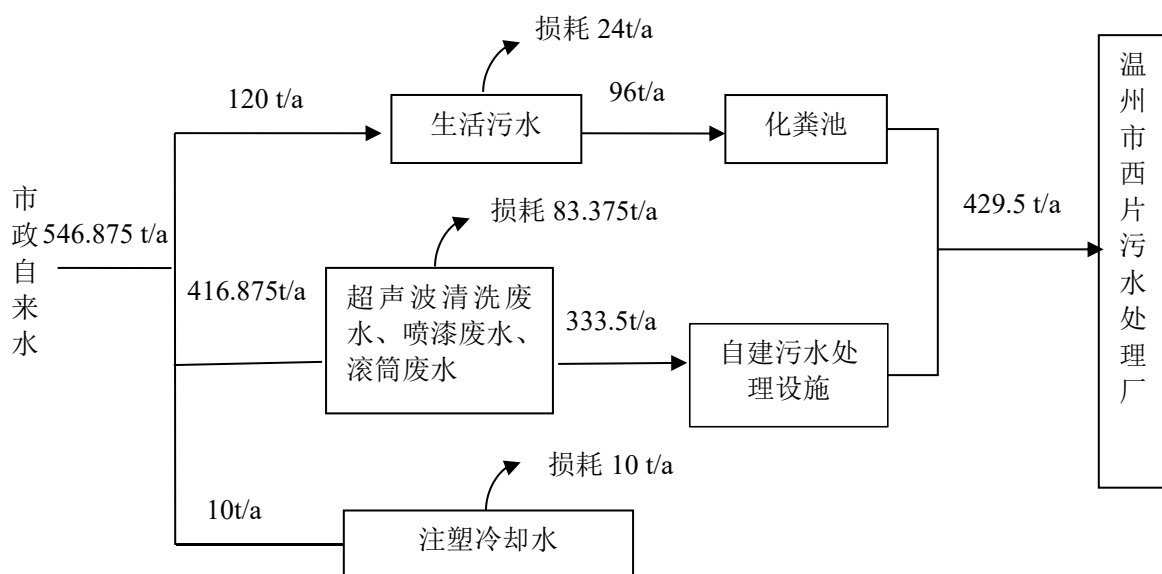 损耗 24t/a
120 t/a
生活污水
96t/a
化粪池
温州市西片污水处理厂
市政自来水
546.875 t/a
损耗 83.375t/a
429.5 t/a
416.875t/a
超声波清洗废
水、喷漆废水、
滚筒废水
333.5t/a
自建污水处
理设施
损耗 10 t/a
10t/a
注塑冷却水